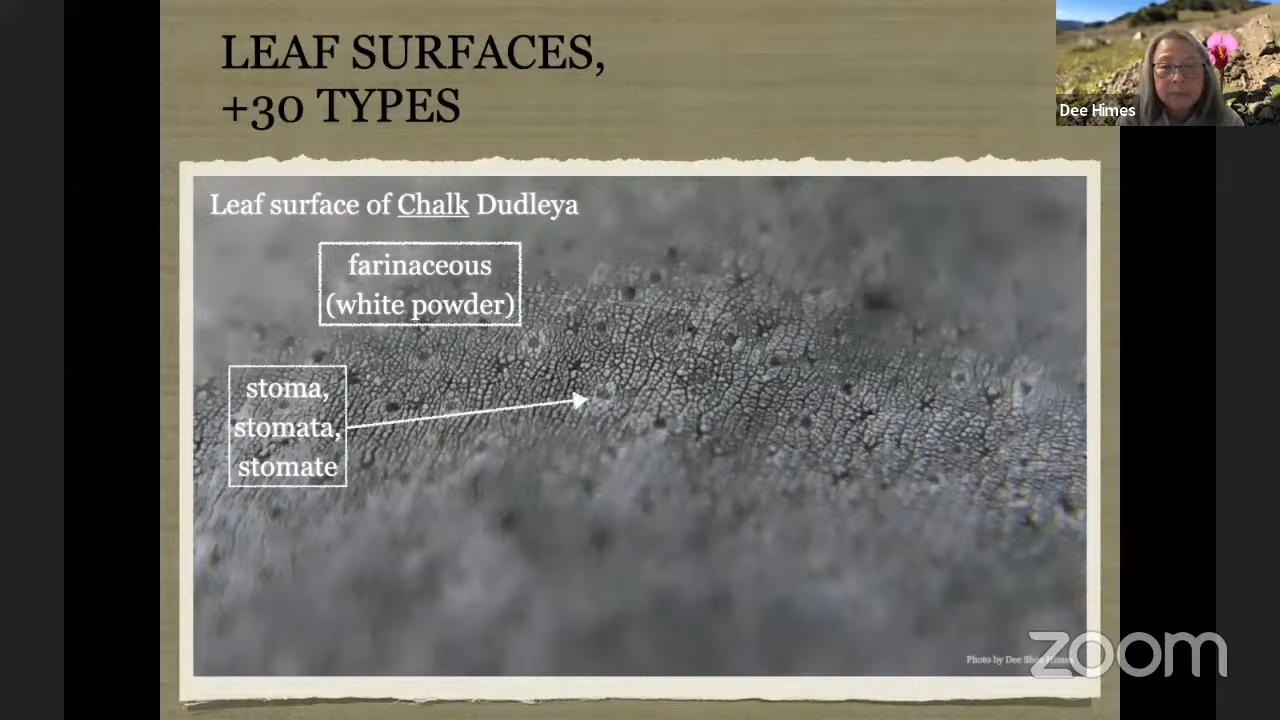 LEAF SURFACES,
+30 TYPES
Dee Himes
Leaf surface of Chalk Dudleya
farinaceous
(white powder)
stoma,
stomata,
stomate
Photo by Dee Shea Himes
zoom